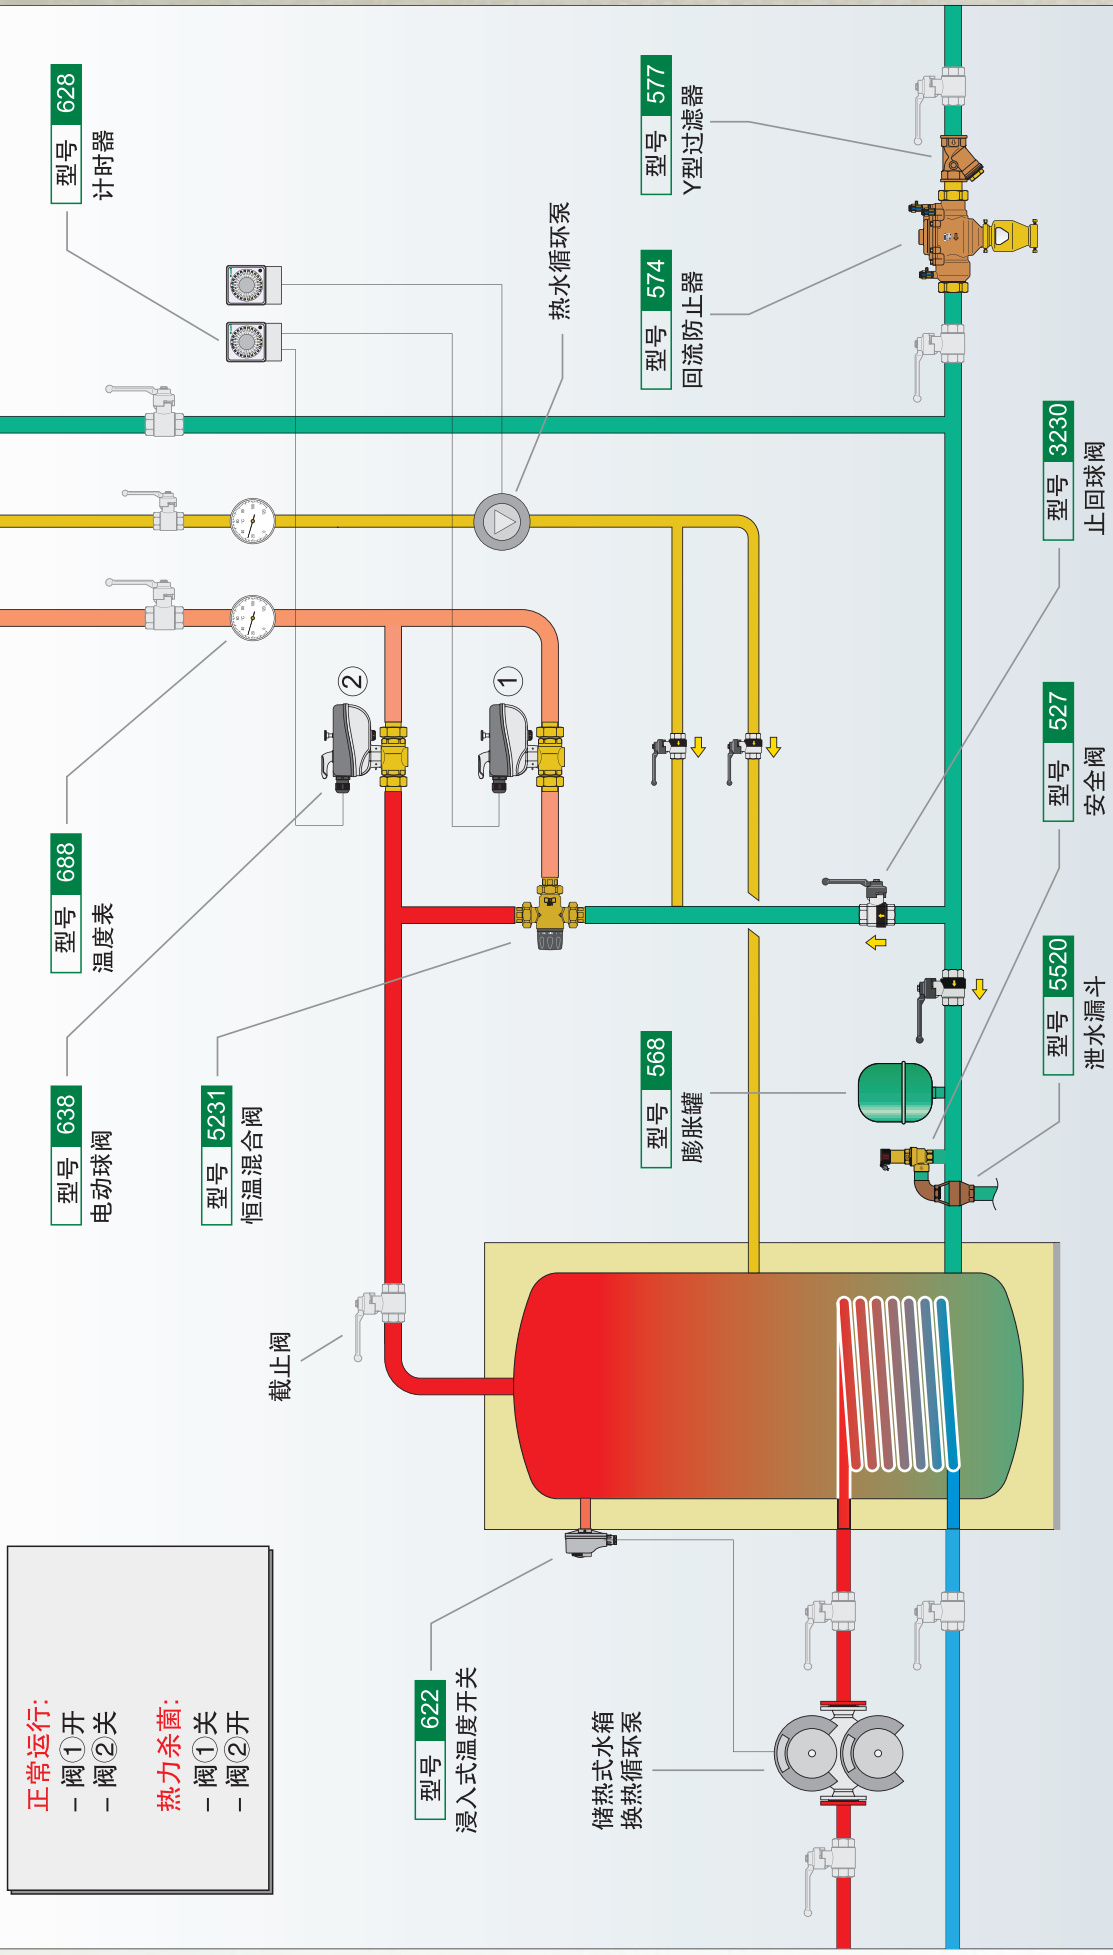 正常运行:
– 阀①开
– 阀②关
热力杀菌:
– 阀①关
– 阀②开
截止阀
型号 638
电动球阀
型号 688
温度表
型号 628
计时器
型号 5231
恒温混合阀
②
①
热水循环泵
型号 622
浸入式温度开关
储热式水箱
换热循环泵
型号 568
膨胀罐
型号 574
回流防止器
型号 577
Y型过滤器
型号 5520
泄水漏斗
型号 527
安全阀
型号 3230
止回球阀